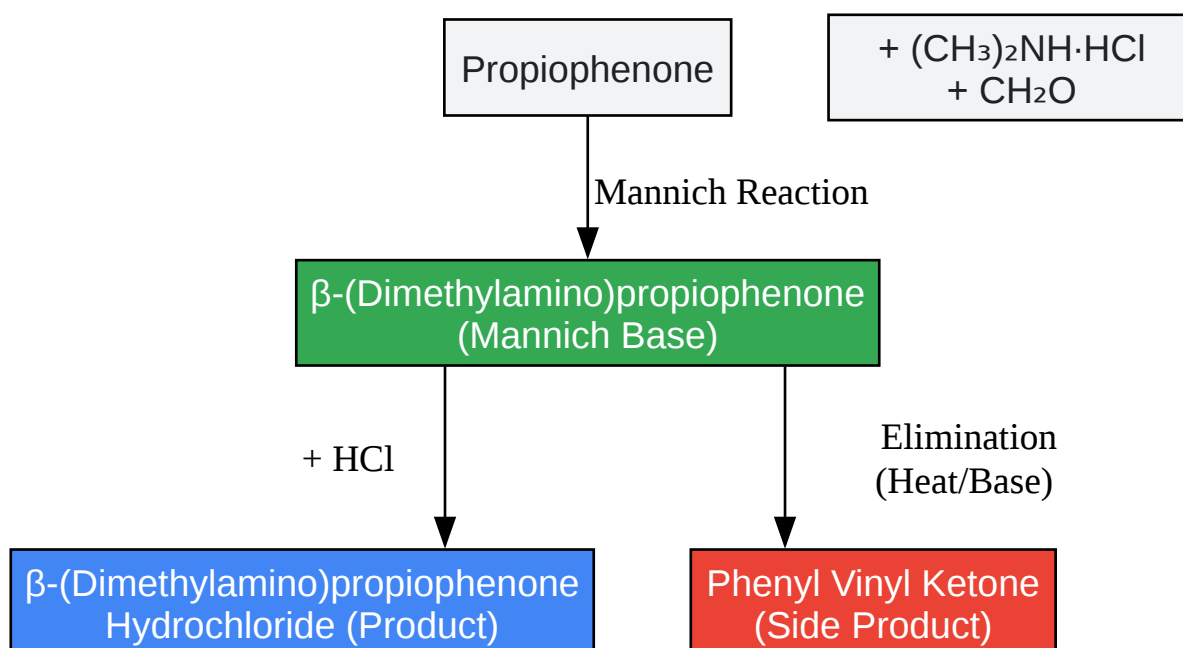 Propiophenone
+ (CH₃)₂NH·HCl
+ CH₂O
Mannich Reaction
β-(Dimethylamino)propiophenone
(Mannich Base)
+ HCl
Elimination
(Heat/Base)
β-(Dimethylamino)propiophenone
Hydrochloride (Product)
Phenyl Vinyl Ketone
(Side Product)